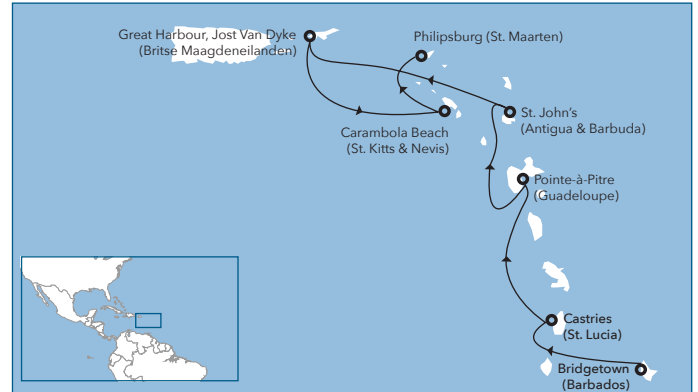 Great Harbour, Jost Van Dyke
(Britse Maagdeneilanden)
Philipsburg (St. Maarten)
St. John's
(Antigua & Barbuda)
Carambola Beach
(St. Kitts & Nevis)
Pointe-à-Pitre
(Guadeloupe)
Castries
(St. Lucia)
Bridgetown
(Barbados)